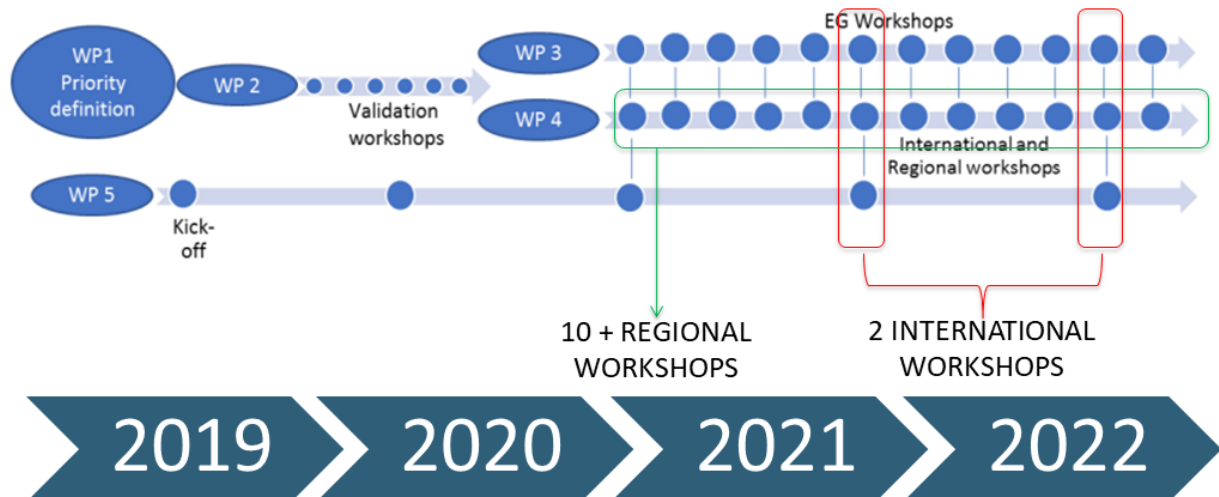 WP1
Priority
definition
WP 2
Validation
workshops
WP 3
EG Workshops
WP 4
International and
Regional workshops
WP 5
Kick-
off
10 + REGIONAL
WORKSHOPS
2 INTERNATIONAL
WORKSHOPS
2019
2020
2021
2022